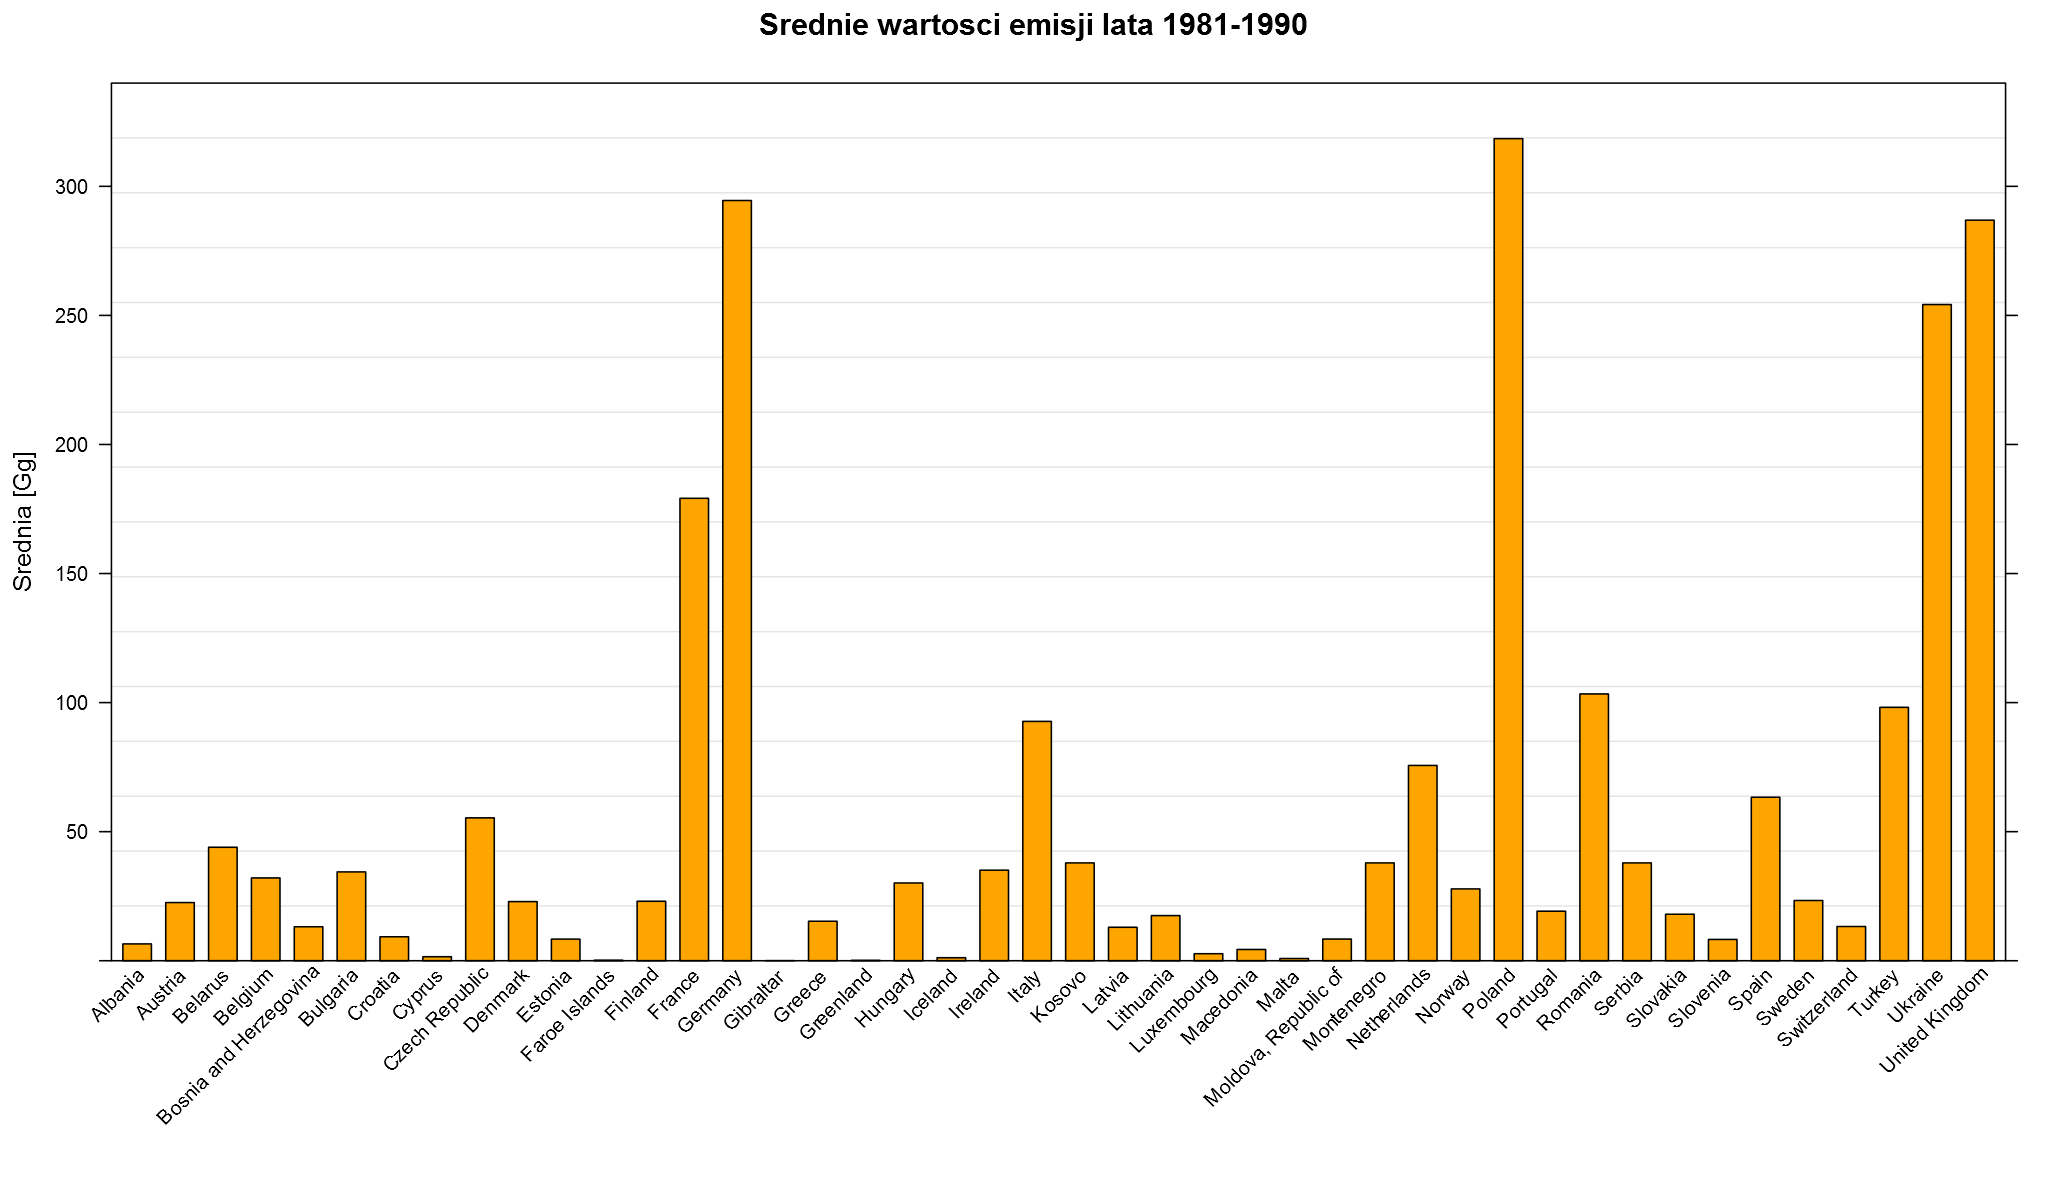 Srednie wartosci emisji lata 1981-1990
Srednia [Gg]
300
250
200
150
100
50
Albania
Austria
Belarus
Belgium
Bosnia and Herzegovina
Bulgaria
Croatia
Cyprus
Czech Republic
Denmark
Estonia
Faroe Islands
Finland
France
Germany
Gibraltar
Greece
Greenland
Hungary
Iceland
Ireland
Italy
Kosovo
Latvia
Lithuania
Luxembourg
Macedonia
Malta
Moldova, Republic of
Montenegro
Netherlands
Norway
Poland
Portugal
Romania
Serbia
Slovakia
Slovenia
Spain
Sweden
Switzerland
Turkey
Ukraine
United Kingdom